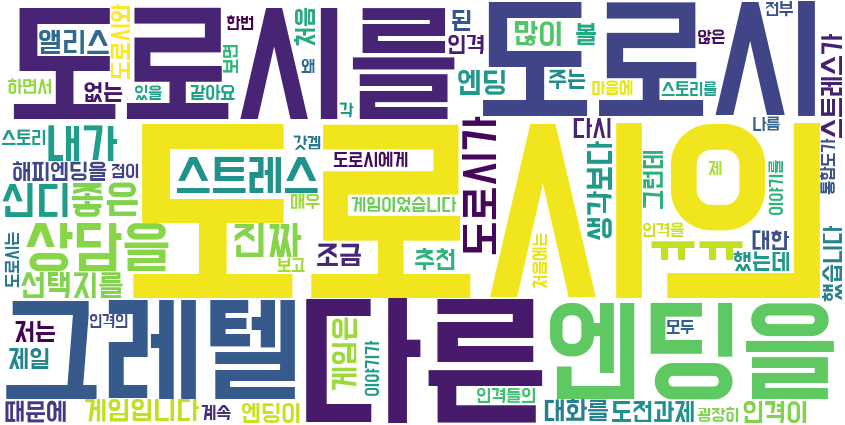 도로시를
도로시
앨리스
도로시와
처음
한번
된
인격
많이
볼
않은
전부
하면서
없는
있을
보면
같아요
왜
각
엔딩
주는
마음에
스토리를
스트레스가
스토리
내가
도로시의
갓겜
도로시에게
도로시가
다시
나름
해피엔딩을
점이
스트레스
생각보다
그런데
제
이야기를
통합도가
신디
좋은
매우
게임이었습니다
도로시는
상담을
진짜
보고
조금
추천
처음에는
인격을
ㅠㅠ
대한
했는데
했습니다
선택지를
그레텔
다른
엔딩을
저는
인격의
제일
게임은
이야기가
모두
때문에
게임입니다
계속
엔딩이
인격들의
대화를
도전과제
굉장히
인격이